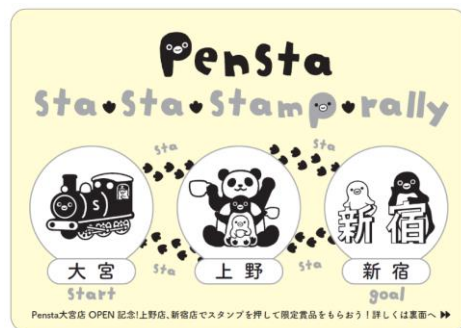 Pensta
Sta Sta Stamp rally
Sta
Sta
S
新宿
大宮
Sta
上野
Sta
新宿
Start
goal
Pensta大宮店 OPEN 記念!上野店、新宿店でスタンプを押して限定賞品をもらおう！詳しくは裏面へ